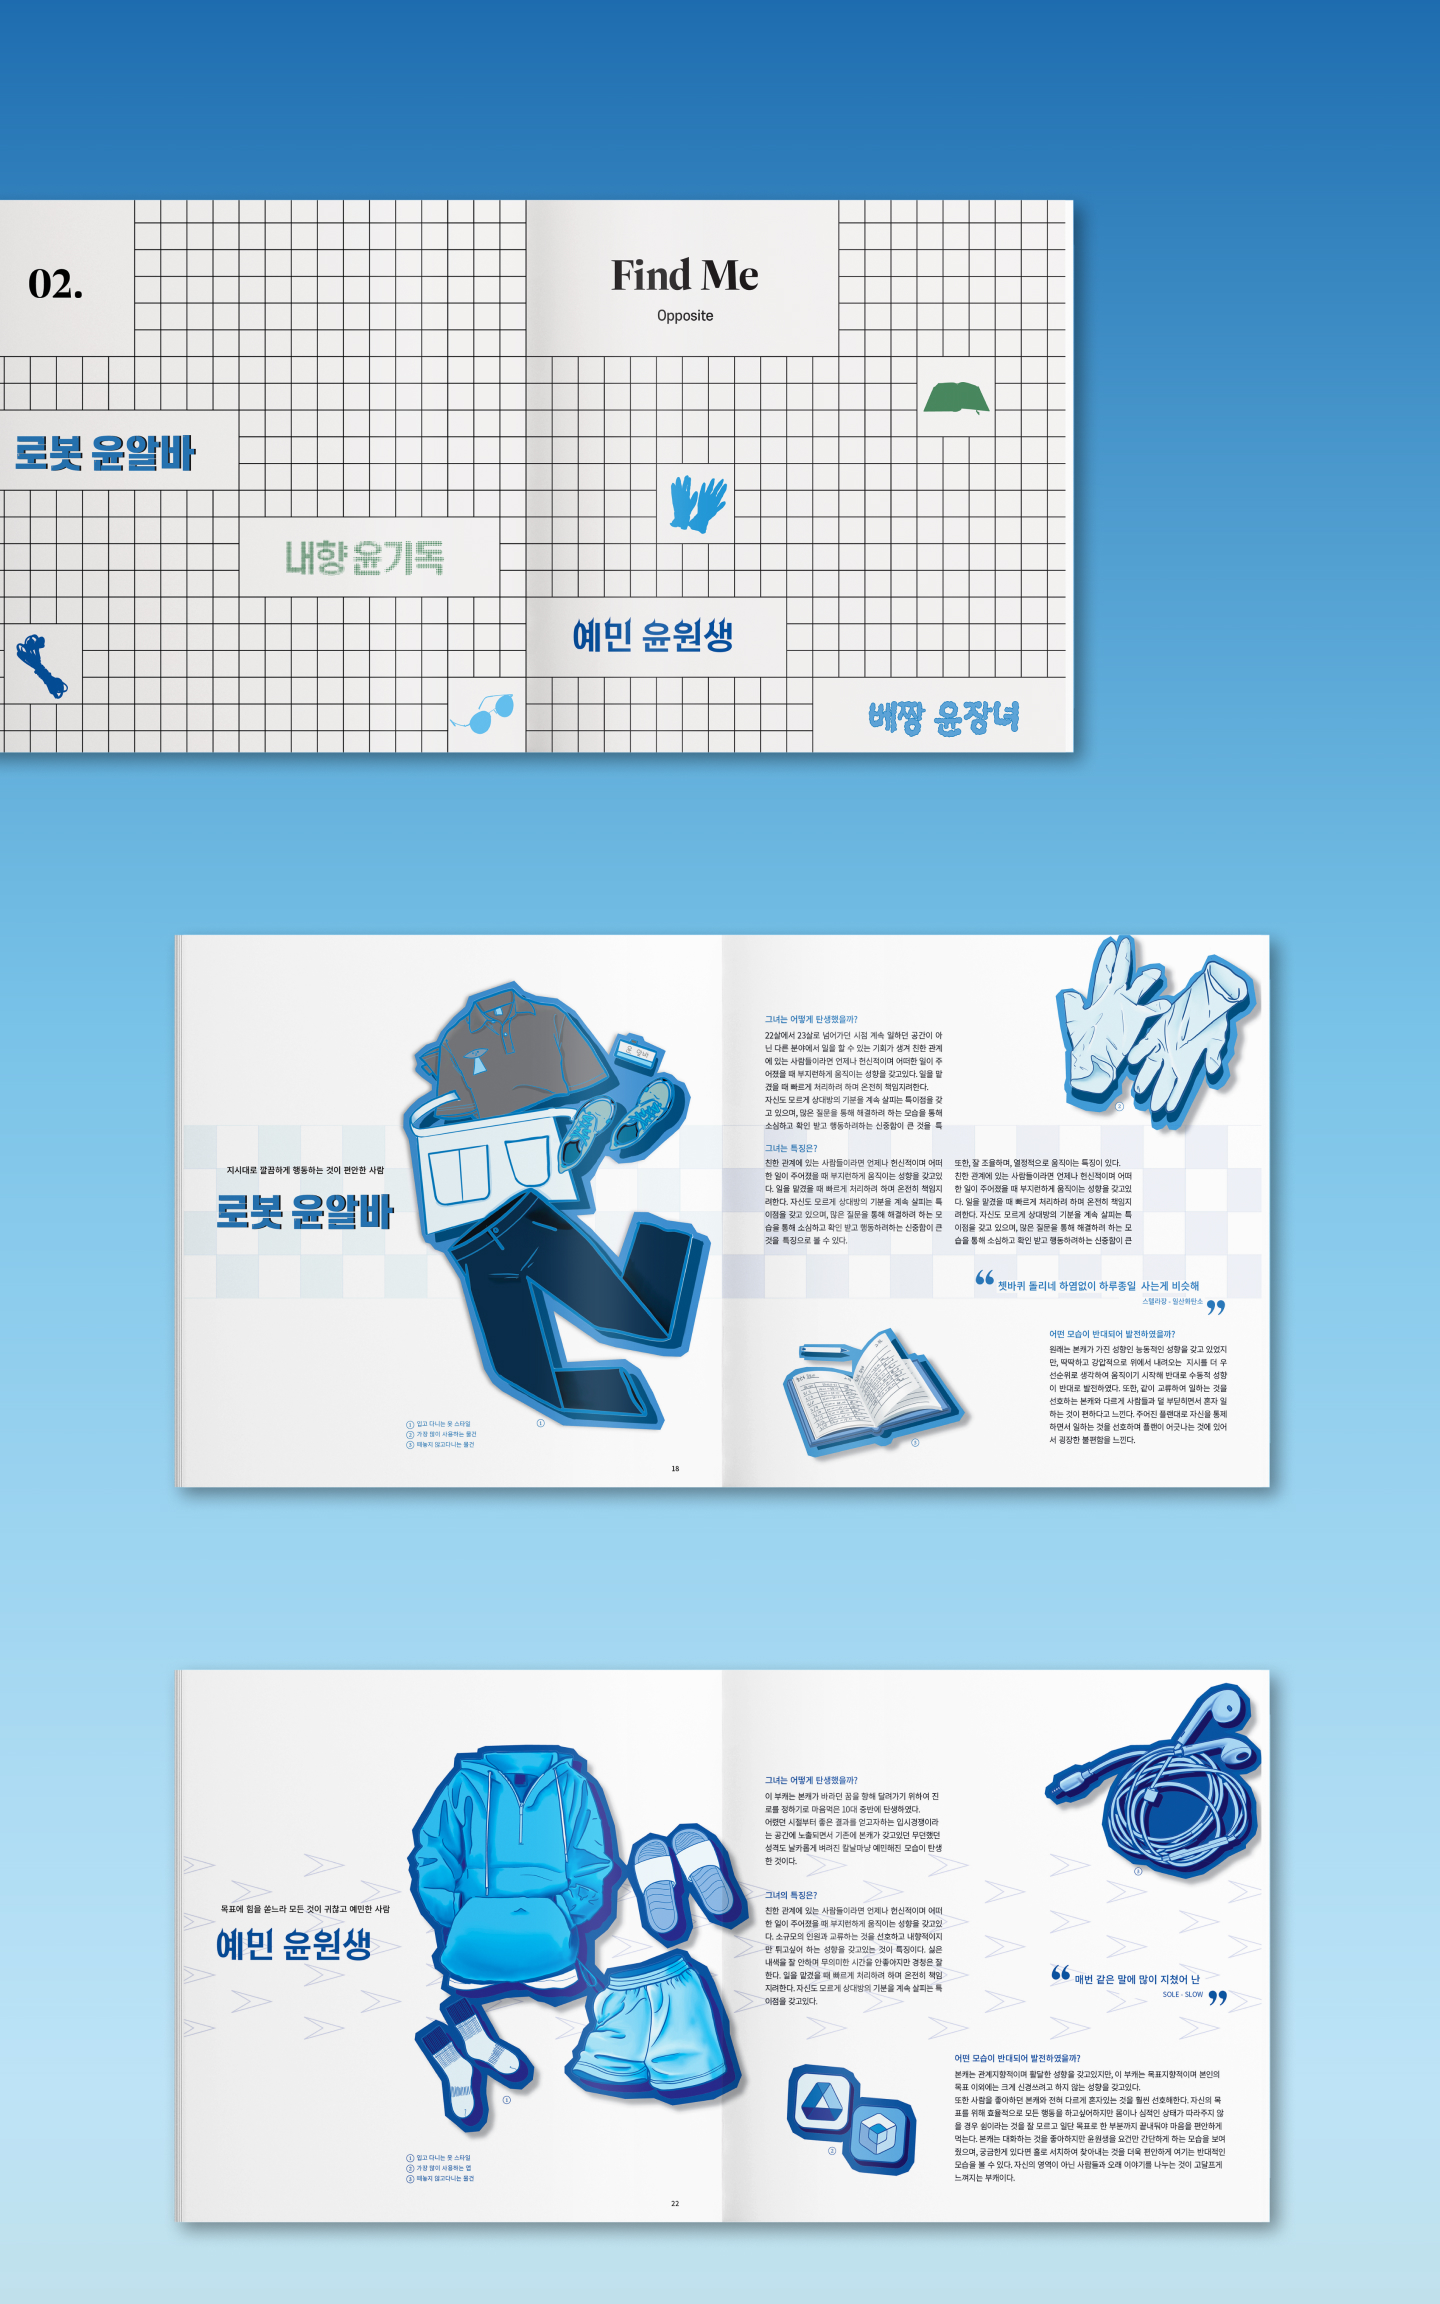 02.
Find Me
Opposite
로봇 윤알바
내향 윤기독
예민 윤원생
베짱 윤장녀
지시대로 깔끔하게 행동하는 것이 편안한 사람
로봇 윤알바
윤 알바
① 입고 다니는 옷 스타일
② 가장 많이 사용하는 물건
③ 떼놓지 않고다니는 물건
①
18
그녀는 어떻게 탄생했을까?
22살에서 23살로 넘어가던 시점 계속 일하던 공간이 아
닌 다른 분야에서 일을 할 수 있는 기회가 생겨 친한 관계
에 있는 사람들이라면 언제나 헌신적이며 어떠한 일이 주
어졌을 때 부지런하게 움직이는 성향을 갖고있다. 일을 맡
겼을 때 빠르게 처리하려 하며 온전히 책임지려한다.
자신도 모르게 상대방의 기분을 계속 살피는 특이점을 갖
고 있으며, 많은 질문을 통해 해결하려 하는 모습을 통해
소심하고 확인 받고 행동하려하는 신중함이 큰 것을 특
그녀는 특징은?
친한 관계에 있는 사람들이라면 언제나 헌신적이며 어떠
한 일이 주어졌을 때 부지런하게 움직이는 성향을 갖고있
다. 일을 맡겼을 때 빠르게 처리하려 하며 온전히 책임지
려한다. 자신도 모르게 상대방의 기분을 계속 살피는 특
이점을 갖고 있으며, 많은 질문을 통해 해결하려 하는 모
습을 통해 소심하고 확인 받고 행동하려하는 신중함이 큰
것을 특징으로 볼 수 있다.
또한, 잘 조율하며, 열정적으로 움직이는 특징이 있다.
친한 관계에 있는 사람들이라면 언제나 헌신적이며 어떠
한 일이 주어졌을 때 부지런하게 움직이는 성향을 갖고있
다. 일을 맡겼을 때 빠르게 처리하려 하며 온전히 책임지
려한다. 자신도 모르게 상대방의 기분을 계속 살피는 특
이점을 갖고 있으며, 많은 질문을 통해 해결하려 하는 모
습을 통해 소심하고 확인 받고 행동하려하는 신중함이 큰
②
“ 쳇바퀴 돌리네 하염없이 하루종일 사는게 비슷해
스텔라장 - 일산화탄소 ”
어떤 모습이 반대되어 발전하였을까?
원래는 본캐가 가진 성향인 능동적인 성향을 갖고 있었지
만, 딱딱하고 강압적으로 위에서 내려오는 지시를 더 우
선순위로 생각하여 움직이기 시작해 반대로 수동적 성향
이 반대로 발전하였다. 또한, 같이 교류하여 일하는 것을
선호하는 본캐와 다르게 사람들과 덜 부딛히면서 혼자 일
하는 것이 편하다고 느낀다. 주어진 플랜대로 자신을 통제
하면서 일하는 것을 선호하며 플랜이 어긋나는 것에 있어
서 굉장한 불편함을 느낀다.
③
목표에 힘을 쏟느라 모든 것이 귀찮고 예민한 사람
예민 윤원생
① 입고 다니는 옷 스타일
② 가장 많이 사용하는 앱
③ 떼놓지 않고다니는 물건
①
22
그녀는 어떻게 탄생했을까?
이 부캐는 본캐가 바라던 꿈을 향해 달려가기 위하여 진
로를 정하기로 마음먹은 10대 중반에 탄생하였다.
어렸던 시절부터 좋은 결과를 얻고자하는 입시경쟁이라
는 공간에 노출되면서 기존에 본캐가 갖고있던 무던했던
성격도 날카롭게 벼려진 칼날마냥 예민해진 모습이 탄생
한 것이다.
그녀의 특징은?
친한 관계에 있는 사람들이라면 언제나 헌신적이며 어떠
한 일이 주어졌을 때 부지런하게 움직이는 성향을 갖고있
다. 소규모의 인원과 교류하는 것을 선호하고 내향적이지
만 튀고싶어 하는 성향을 갖고있는 것이 특징이다. 싫은
내색을 잘 안하며 무의미한 시간을 안좋아지만 경청은 잘
한다. 일을 맡겼을 때 빠르게 처리하려 하며 온전히 책임
지려한다. 자신도 모르게 상대방의 기분을 계속 살피는 특
이점을 갖고있다.
③
“ 매번 같은 말에 많이 지쳤어 난
SOLE - SLOW ”
②
어떤 모습이 반대되어 발전하였을까?
본캐는 관계지향적이며 활달한 성향을 갖고있지만, 이 부캐는 목표지향적이며 본인의
목표 이외에는 크게 신경쓰려고 하지 않는 성향을 갖고있다.
또한 사람을 좋아하던 본캐와 전혀 다르게 혼자있는 것을 훨씬 선호해한다. 자신의 목
표를 위해 효율적으로 모든 행동을 하고싶어하지만 몸이나 심적인 상태가 따라주지 않
을 경우 쉼이라는 것을 잘 모르고 일단 목표로 한 부분까지 끝내둬야 마음을 편안하게
먹는다. 본캐는 대화하는 것을 좋아하지만 윤원생을 요건만 간단하게 하는 모습을 보여
줬으며, 궁금한게 있다면 홀로 서치하여 찾아내는 것을 더욱 편안하게 여기는 반대적인
모습을 볼 수 있다. 자신의 영역이 아닌 사람들과 오래 이야기를 나누는 것이 고달프게
느껴지는 부캐이다.